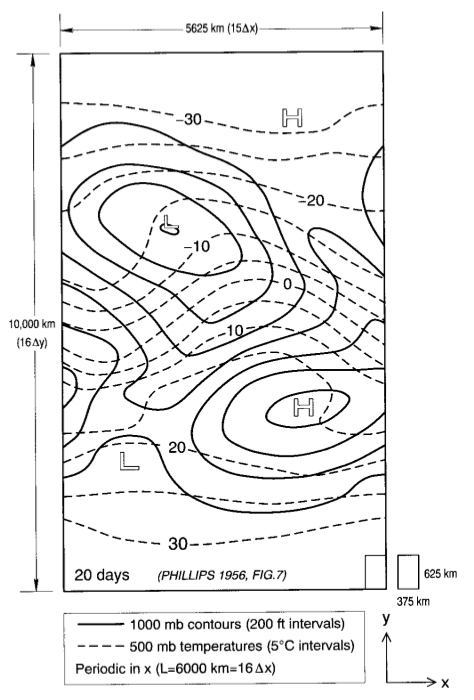 5625 km (15Δx)
–30
H
–20
L
–10
0
10,000 km
(16Δy)
10
H
20
L
30
20 days (PHILLIPS 1956, FIG.7)
625 km
375 km
1000 mb contours (200 ft intervals)
500 mb temperatures (5°C intervals)
Periodic in x (L=6000 km=16Δx)
y
x